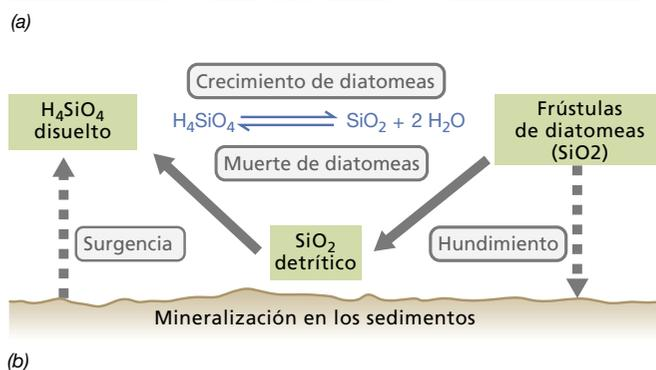 (a)
Crecimiento de diatomeas
H₄SiO₄
disuelto
H₄SiO₄ ⇌ SiO₂ + 2 H₂O
Frústulas
de diatomeas
(SiO2)
Muerte de diatomeas
Surgencia
SiO₂
detrítico
Hundimiento
Mineralización en los sedimentos
(b)